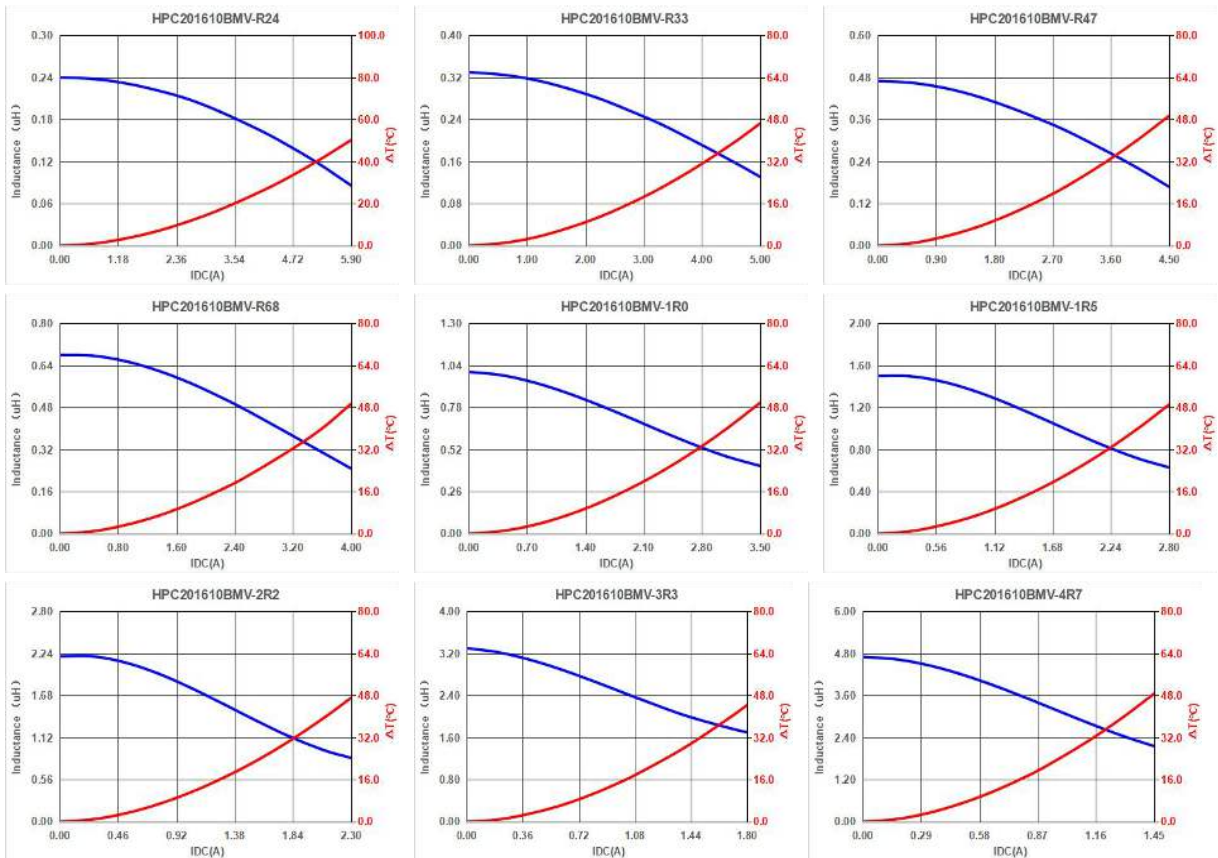 HPC201610BMV-R24
0.30 0.24 0.18 0.12 0.06 0.00
Inductance (uH)
100.0 80.0 60.0 40.0 20.0 0.0
ΔT(℃)
0.00 1.18 2.36 3.54 4.72 5.90
IDC(A)
HPC201610BMV-R33
0.40 0.32 0.24 0.16 0.08 0.00
Inductance (uH)
80.0 64.0 48.0 32.0 16.0 0.0
ΔT(℃)
0.00 1.00 2.00 3.00 4.00 5.00
IDC(A)
HPC201610BMV-R47
0.60 0.48 0.36 0.24 0.12 0.00
Inductance (uH)
80.0 64.0 48.0 32.0 16.0 0.0
ΔT(℃)
0.00 0.90 1.80 2.70 3.60 4.50
IDC(A)
HPC201610BMV-R68
0.80 0.64 0.48 0.32 0.16 0.00
Inductance (uH)
80.0 64.0 48.0 32.0 16.0 0.0
ΔT(℃)
0.00 0.80 1.60 2.40 3.20 4.00
IDC(A)
HPC201610BMV-1R0
1.30 1.04 0.78 0.52 0.26 0.00
Inductance (uH)
80.0 64.0 48.0 32.0 16.0 0.0
ΔT(℃)
0.00 0.70 1.40 2.10 2.80 3.50
IDC(A)
HPC201610BMV-1R5
2.00 1.60 1.20 0.80 0.40 0.00
Inductance (uH)
80.0 64.0 48.0 32.0 16.0 0.0
ΔT(℃)
0.00 0.56 1.12 1.68 2.24 2.80
IDC(A)
HPC201610BMV-2R2
2.80 2.24 1.68 1.12 0.56 0.00
Inductance (uH)
80.0 64.0 48.0 32.0 16.0 0.0
ΔT(℃)
0.00 0.46 0.92 1.38 1.84 2.30
IDC(A)
HPC201610BMV-3R3
4.00 3.20 2.40 1.60 0.80 0.00
Inductance (uH)
80.0 64.0 48.0 32.0 16.0 0.0
ΔT(℃)
0.00 0.36 0.72 1.08 1.44 1.80
IDC(A)
HPC201610BMV-4R7
6.00 4.80 3.60 2.40 1.20 0.00
Inductance (uH)
80.0 64.0 48.0 32.0 16.0 0.0
ΔT(℃)
0.00 0.29 0.58 0.87 1.16 1.45
IDC(A)